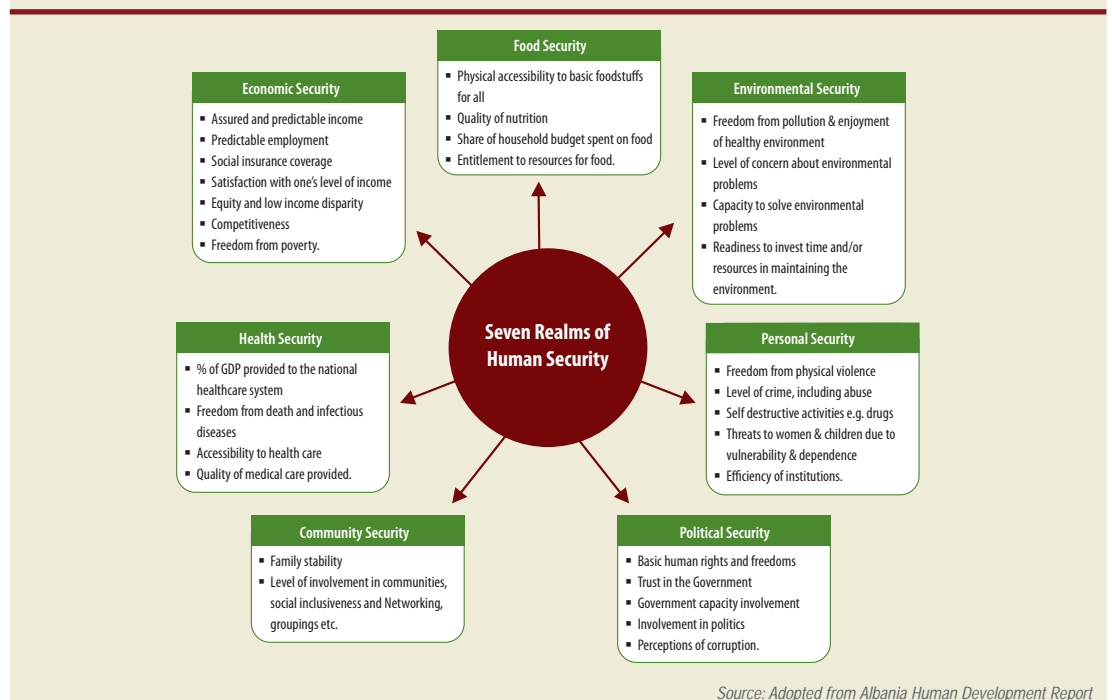 Food Security
▪ Physical accessibility to basic foodstuffs
for all
▪ Quality of nutrition
▪ Share of household budget spent on food
▪ Entitlement to resources for food.
Economic Security
▪ Assured and predictable income
▪ Predictable employment
▪ Social insurance coverage
▪ Satisfaction with one's level of income
▪ Equity and low income disparity
▪ Competitiveness
▪ Freedom from poverty.
Environmental Security
▪ Freedom from pollution & enjoyment
of healthy environment
▪ Level of concern about environmental
problems
▪ Capacity to solve environmental
problems
▪ Readiness to invest time and/or
resources in maintaining the
environment.
Seven Realms of
Human Security
Health Security
▪ % of GDP provided to the national
healthcare system
▪ Freedom from death and infectious
diseases
▪ Accessibility to health care
▪ Quality of medical care provided.
Personal Security
▪ Freedom from physical violence
▪ Level of crime, including abuse
▪ Self destructive activities e.g. drugs
▪ Threats to women & children due to
vulnerability & dependence
▪ Efficiency of institutions.
Community Security
▪ Family stability
▪ Level of involvement in communities,
social inclusiveness and Networking,
groupings etc.
Political Security
▪ Basic human rights and freedoms
▪ Trust in the Government
▪ Government capacity involvement
▪ Involvement in politics
▪ Perceptions of corruption.
Source: Adopted from Albania Human Development Report